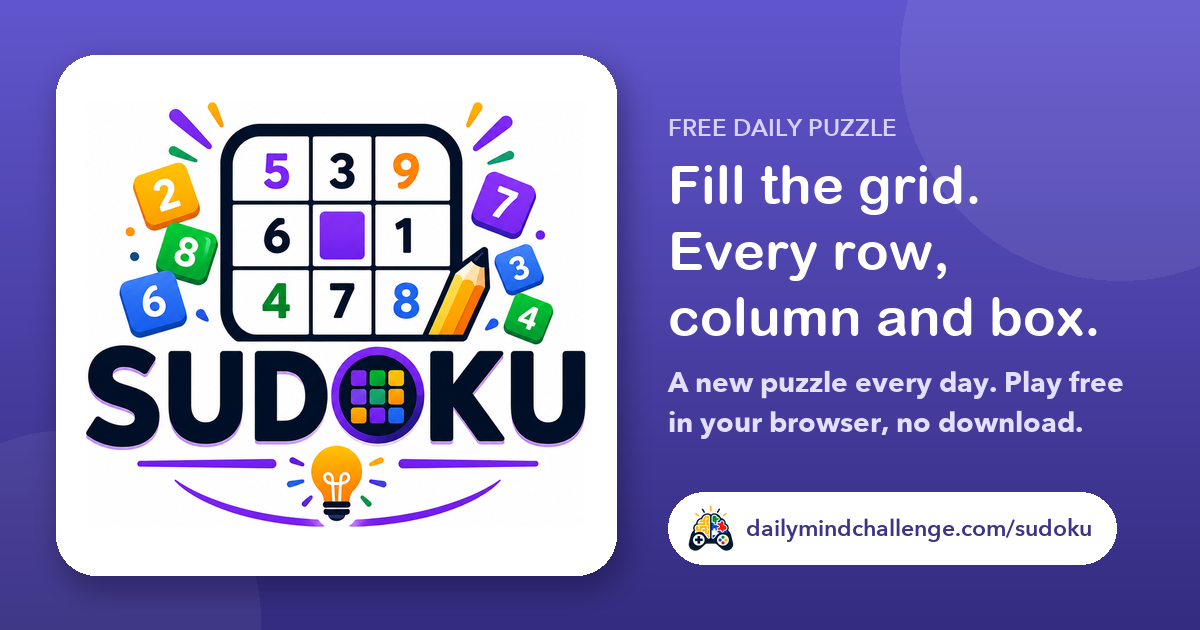 5 3 9
6 1
4 7 8
2
8
6
7
3
4
SUDOKU
FREE DAILY PUZZLE
Fill the grid.
Every row,
column and box.
A new puzzle every day. Play free
in your browser, no download.
dailymindchallenge.com/sudoku